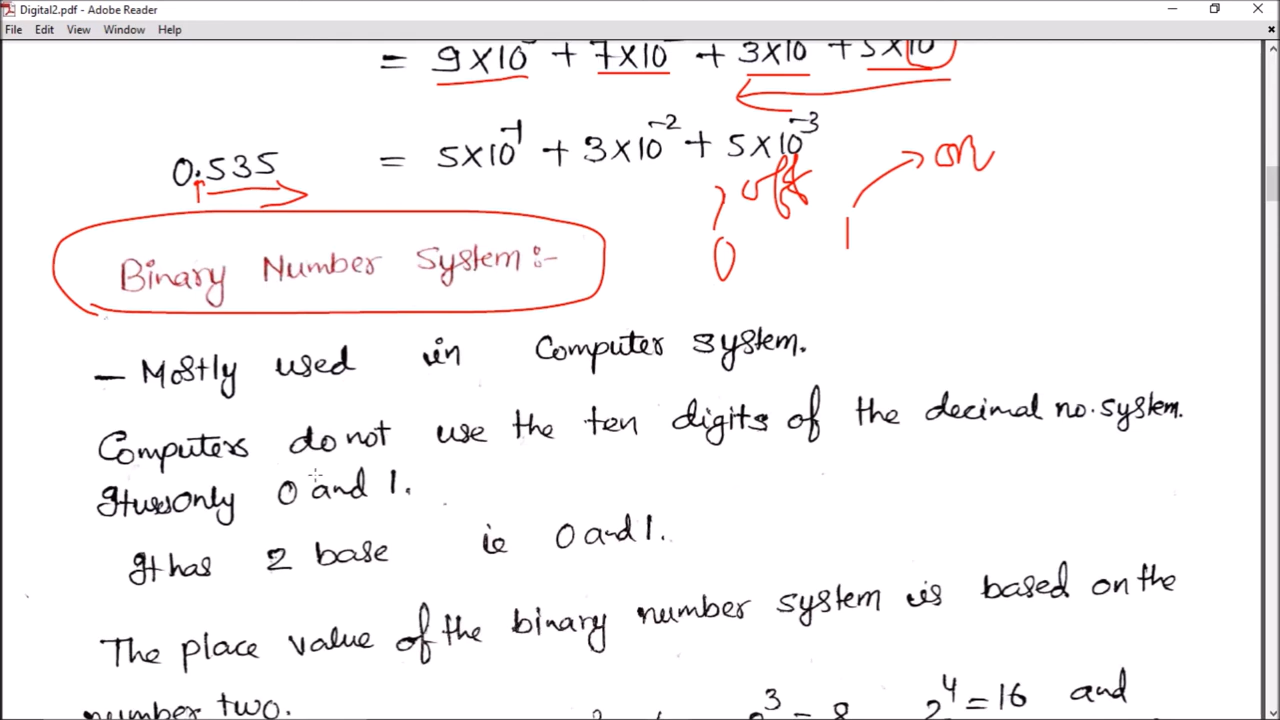 Digital2.pdf - Adobe Reader
File Edit View Window Help
= 9×10 + 7×10 + 3×10 + 5×10
0.535 = 5×10⁻¹ + 3×10⁻² + 5×10⁻³
off on
0 1
Binary Number System:-
— Mostly used in Computer system.
Computers do not use the ten digits of the decimal no. system.
It uses only 0 and 1.
It has 2 base ie 0 and 1.
The place value of the binary number system is based on the
number two.
2³ = 8 2⁴ = 16 and